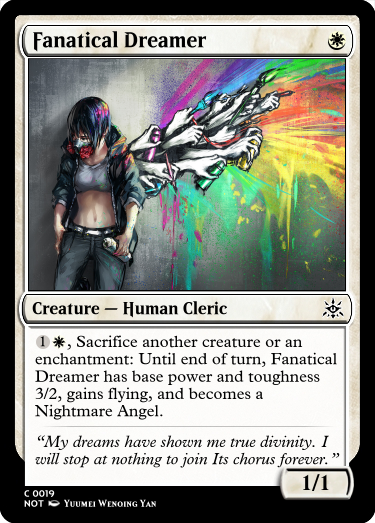 Fanatical Dreamer
Creature — Human Cleric
1, Sacrifice another creature or an
enchantment: Until end of turn, Fanatical
Dreamer has base power and toughness
3/2, gains flying, and becomes a
Nightmare Angel.
“My dreams have shown me true divinity. I
will stop at nothing to join Its chorus forever.”
1/1
C 0019
NOT Yuumei Wenqing Yan